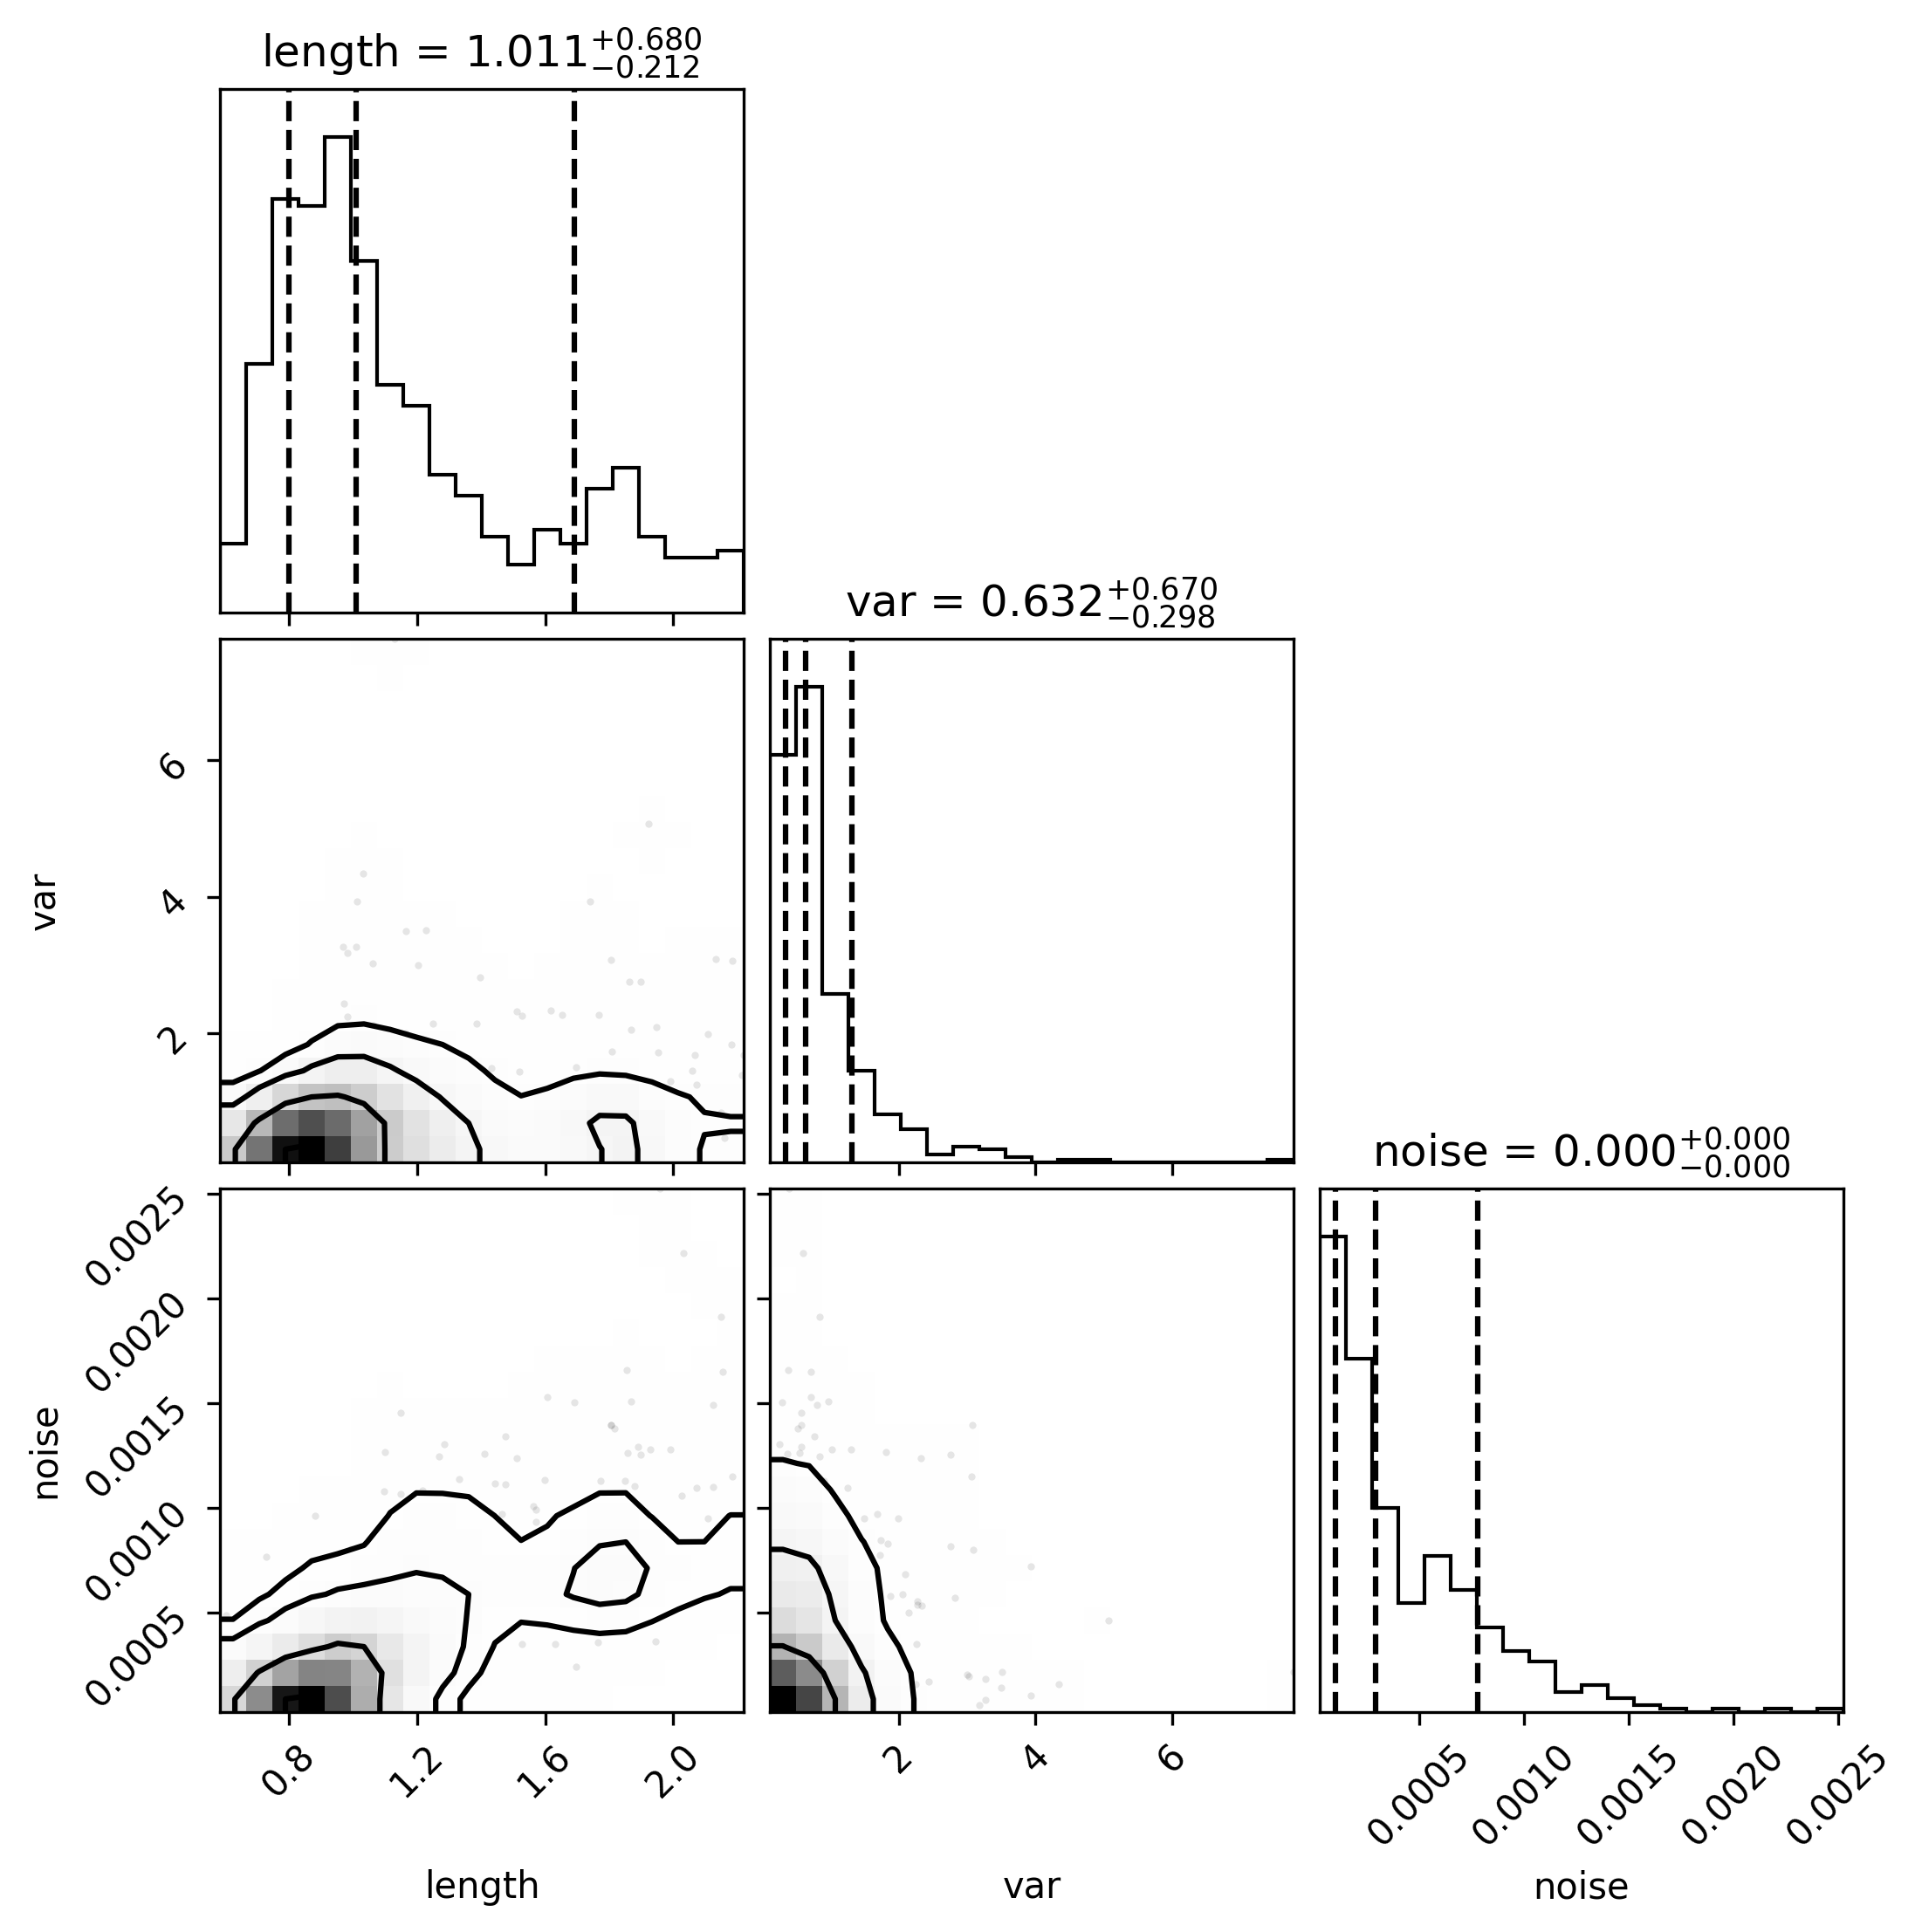 length = 1.011 +0.680 −0.212
var = 0.632 +0.670 −0.298
6
4
2
var
noise = 0.000 +0.000 −0.000
0.0025
0.0020
0.0015
0.0010
0.0005
noise
0.8 1.2 1.6 2.0
2 4 6
0.0005 0.0010 0.0015 0.0020 0.0025
length
var
noise